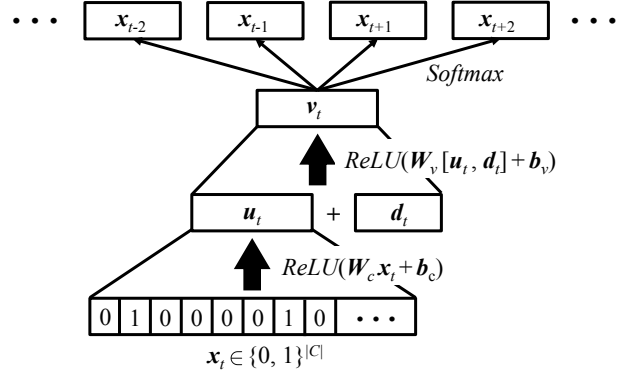 ··· x_{t-2} x_{t-1} x_{t+1} x_{t+2} ···
Softmax
v_t
ReLU(W_v [u_t , d_t] + b_v)
u_t + d_t
ReLU(W_c x_t + b_c)
0 1 0 0 0 0 1 0 ···
x_t ∈ {0, 1}^{|C|}